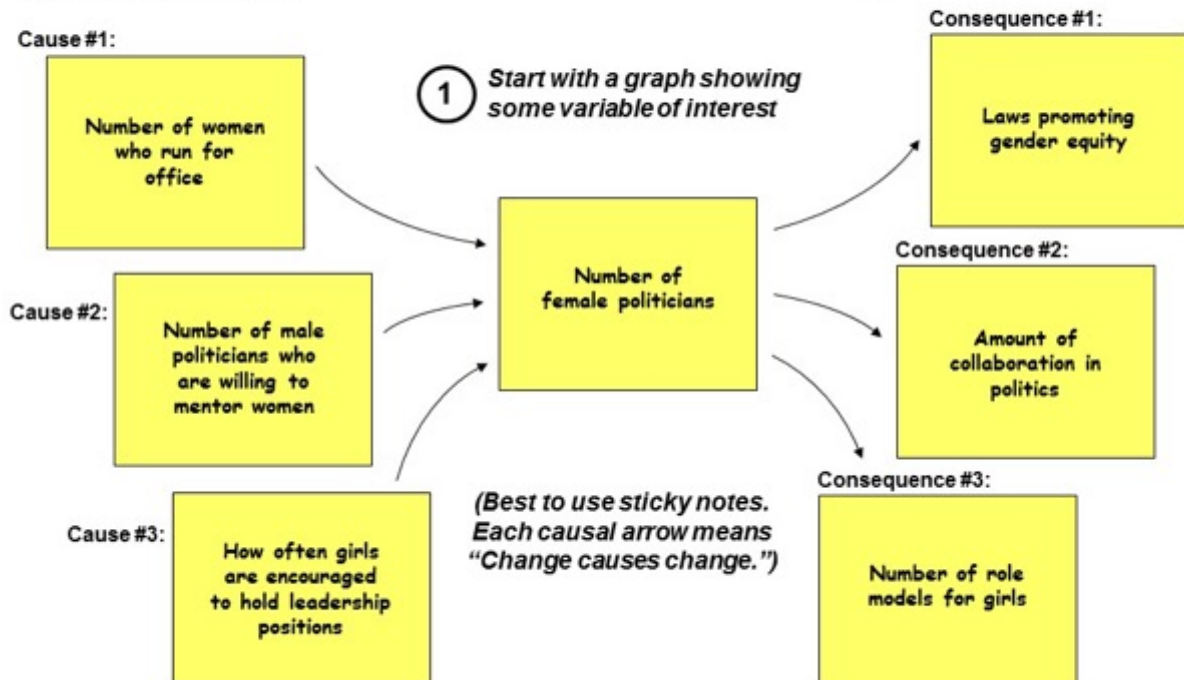 Cause #1:
Number of women
who run for
office
Cause #2:
Number of male
politicians who
are willing to
mentor women
Cause #3:
How often girls
are encouraged
to hold leadership
positions
1
Start with a graph showing
some variable of interest
Number of
female politicians
(Best to use sticky notes.
Each causal arrow means
“Change causes change.”)
Consequence #1:
Laws promoting
gender equity
Consequence #2:
Amount of
collaboration in
politics
Consequence #3:
Number of role
models for girls